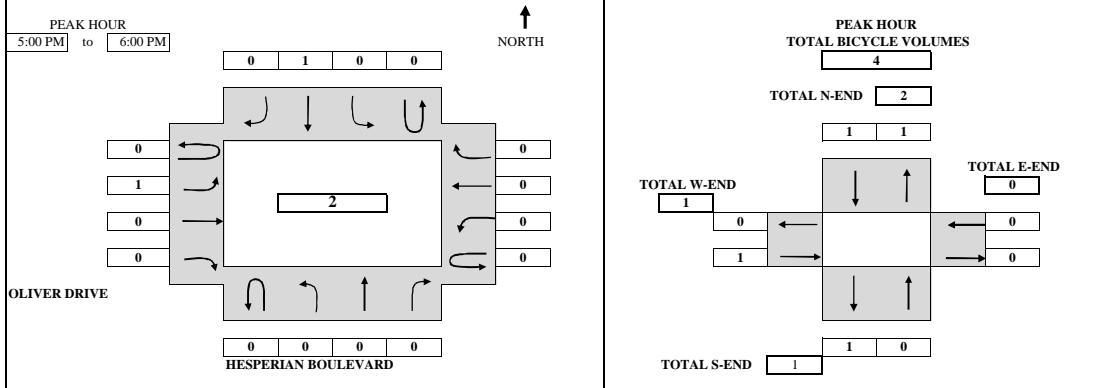 PEAK HOUR
5:00 PM to 6:00 PM
NORTH
0 1 0 0
0
1
0
0
2
0
0
0
0
OLIVER DRIVE
0 0 0 0
HESPERIAN BOULEVARD
PEAK HOUR
TOTAL BICYCLE VOLUMES
4
TOTAL N-END 2
1 1
TOTAL W-END
1
TOTAL E-END
0
0
1
0
0
1 0
TOTAL S-END 1